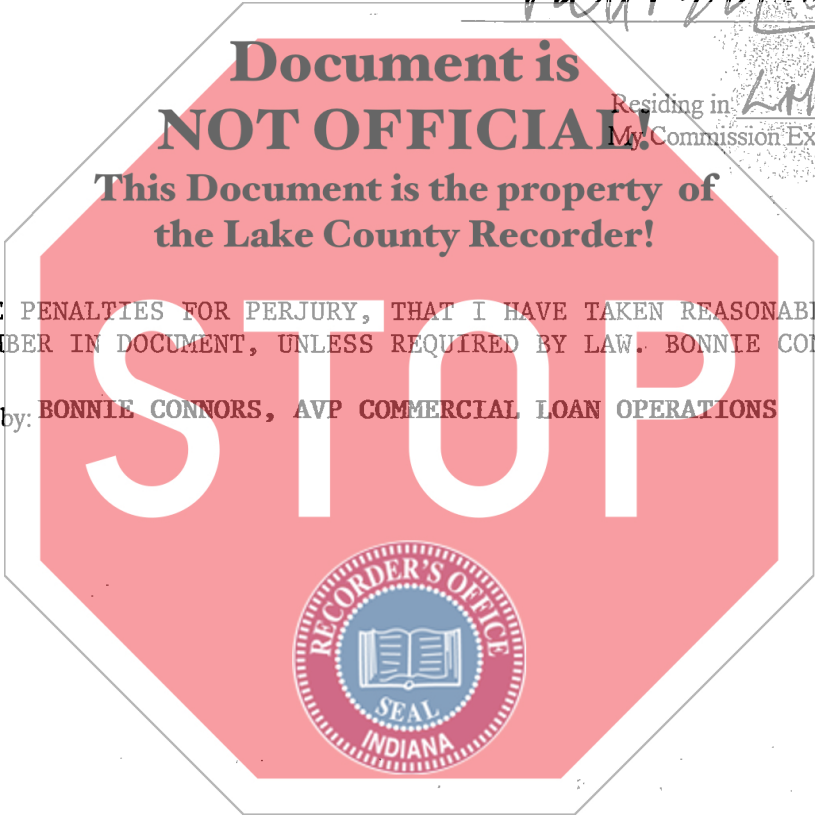 Document is
NOT OFFICIAL!
Residing in
My Commission Ex
This Document is the property of
the Lake County Recorder!
PENALTIES FOR PERJURY, THAT I HAVE TAKEN REASONAB
BER IN DOCUMENT, UNLESS REQUIRED BY LAW. BONNIE CON
by: BONNIE CONNORS, AVP COMMERCIAL LOAN OPERATIONS
STOP
RECORDER'S OFFICE
SEAL
INDIANA